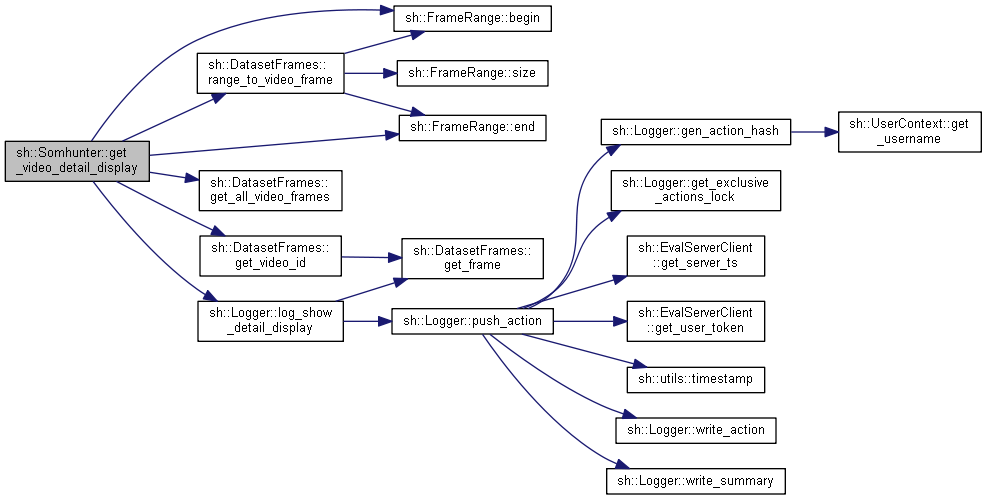 sh::Somhunter::get
_video_detail_display
sh::FrameRange::begin
sh::DatasetFrames::
range_to_video_frame
sh::FrameRange::size
sh::FrameRange::end
sh::DatasetFrames::
get_all_video_frames
sh::DatasetFrames::
get_video_id
sh::DatasetFrames::
get_frame
sh::Logger::log_show
_detail_display
sh::Logger::push_action
sh::Logger::gen_action_hash
sh::UserContext::get
_username
sh::Logger::get_exclusive
_actions_lock
sh::EvalServerClient
::get_server_ts
sh::EvalServerClient
::get_user_token
sh::utils::timestamp
sh::Logger::write_action
sh::Logger::write_summary